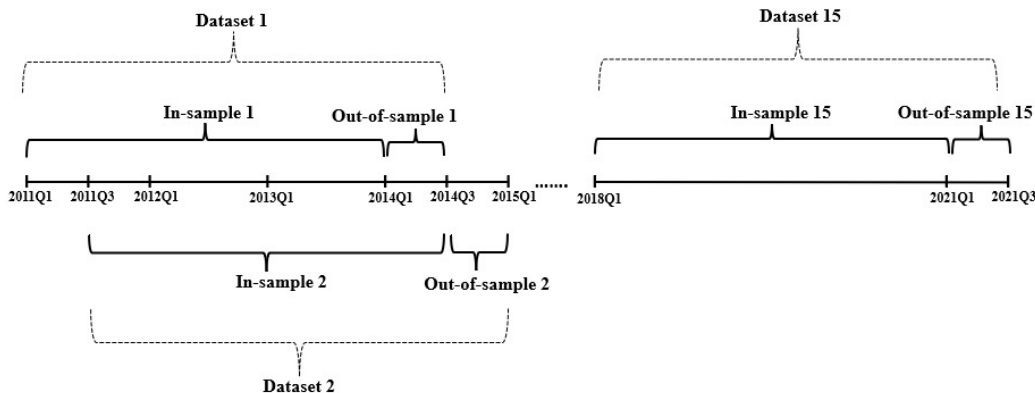 Dataset 1
Dataset 15
In-sample 1
Out-of-sample 1
In-sample 15
Out-of-sample 15
2011Q1
2011Q3
2012Q1
2013Q1
2014Q1
2014Q3
2015Q1
........
2018Q1
2021Q1
2021Q3
In-sample 2
Out-of-sample 2
Dataset 2